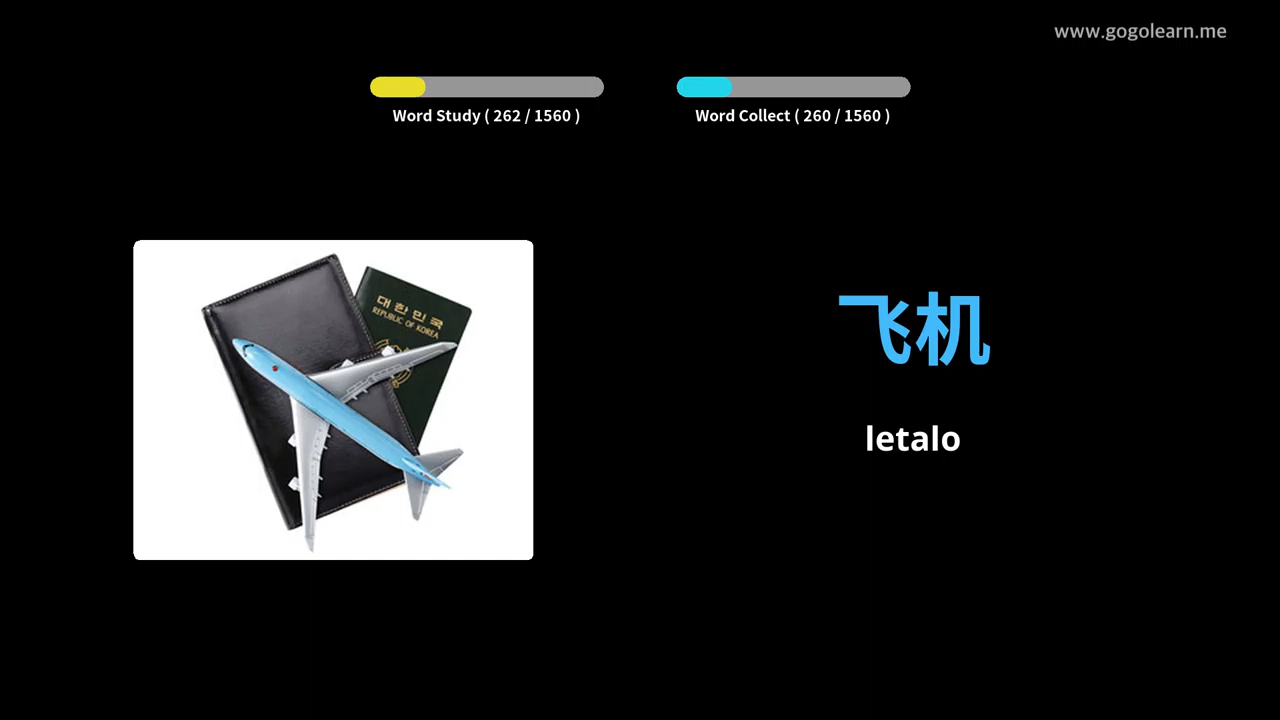 www.gogolearn.me
Word Study ( 262 / 1560 )
Word Collect ( 260 / 1560 )
대한민국
REPUBLIC OF KOREA
飞机
letalo